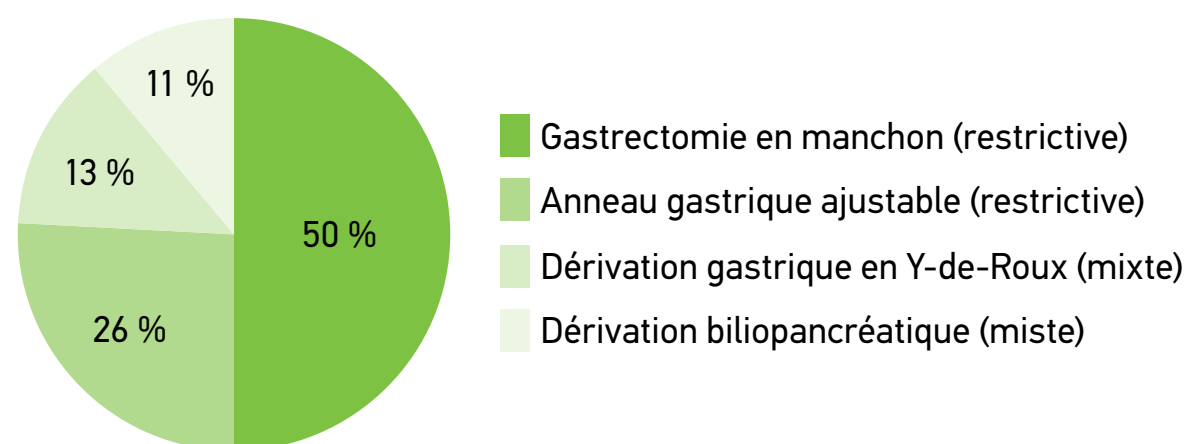 11 %
13 %
50 %
26 %
Gastrectomie en manchon (restrictive)
Anneau gastrique ajustable (restrictive)
Dérivation gastrique en Y-de-Roux (mixte)
Dérivation biliopancréatique (miste)